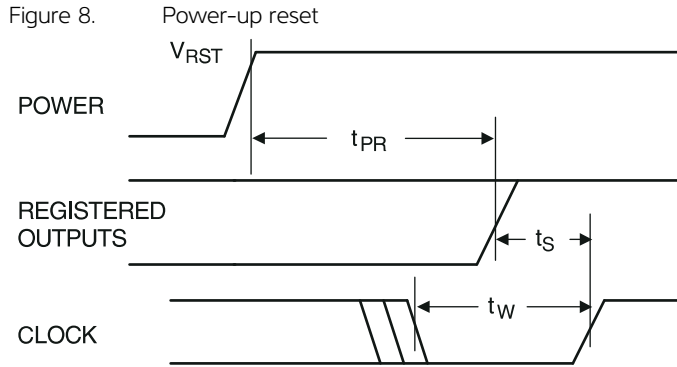 Figure 8. Power-up reset
VRST
POWER
tPR
REGISTERED
OUTPUTS
tS
tW
CLOCK